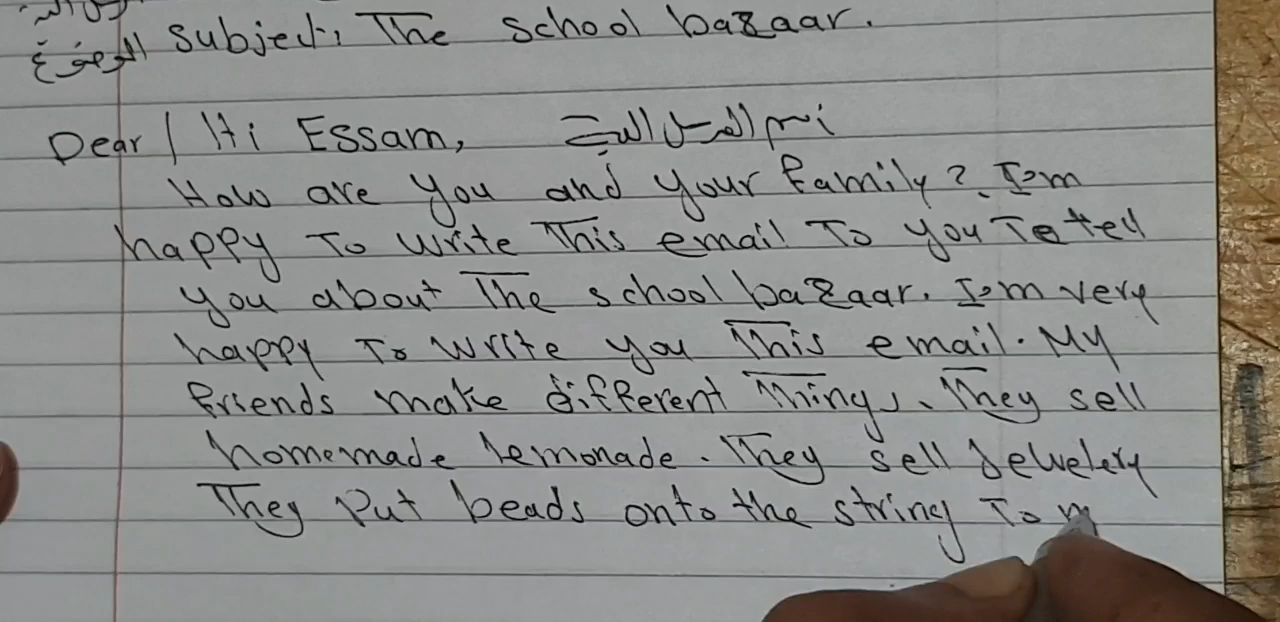 الموضوع Subject: The school bazaar.
Dear / Hi Essam, اسم المرسل اليه
How are you and your family? I'm
happy To write This email To you To tell
you about The school bazaar. I'm very
happy To write you This email. My
friends make different Things. They sell
homemade lemonade. They sell Jewelery
They put beads onto the string To m